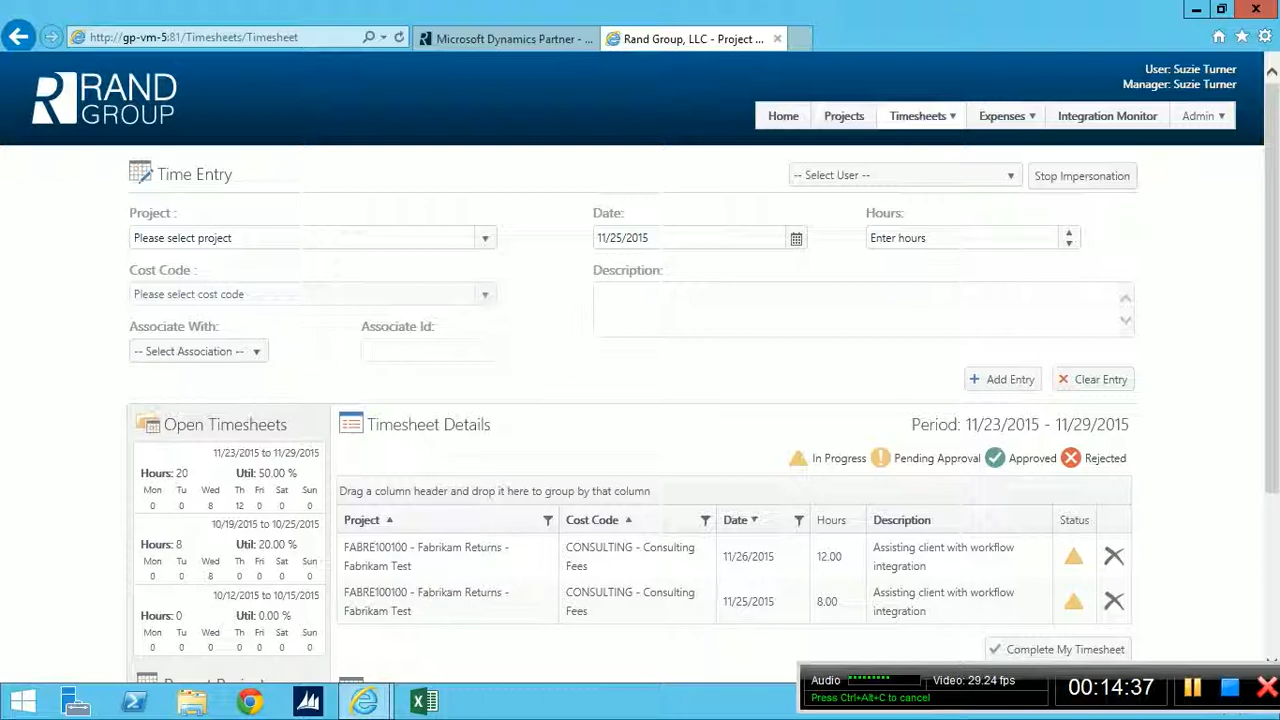 http://gp-vm-5:81/Timesheets/Timesheet
Microsoft Dynamics Partner - ...
Rand Group, LLC - Project ...
RAND
GROUP
User: Suzie Turner
Manager: Suzie Turner
Home Projects Timesheets Expenses Integration Monitor Admin
Time Entry
-- Select User --
Stop Impersonation
Project :
Date:
Hours:
Please select project
11/25/2015
Enter hours
Cost Code :
Description:
Please select cost code
Associate With:
Associate Id:
-- Select Association --
+ Add Entry
Clear Entry
Open Timesheets
Timesheet Details
Period: 11/23/2015 - 11/29/2015
11/23/2015 to 11/29/2015
Hours: 20 Util: 50.00 %
Mon Tu Wed Th Fri Sat Sun
0 0 8 12 0 0 0
10/19/2015 to 10/25/2015
Hours: 8 Util: 20.00 %
Mon Tu Wed Th Fri Sat Sun
0 0 8 0 0 0 0
10/12/2015 to 10/15/2015
Hours: 0 Util: 0.00 %
Mon Tu Wed Th Fri Sat Sun
0 0 0 0 0 0 0
In Progress Pending Approval Approved Rejected
Drag a column header and drop it here to group by that column
Project Cost Code Date Hours Description Status
FABRE100100 - Fabrikam Returns - CONSULTING - Consulting 11/26/2015 12.00 Assisting client with workflow
Fabrikam Test Fees integration
FABRE100100 - Fabrikam Returns - CONSULTING - Consulting 11/25/2015 8.00 Assisting client with workflow
Fabrikam Test Fees integration
Complete My Timesheet
Audio
Video: 29.24 fps
Press Ctrl+Alt+C to cancel
00:14:37